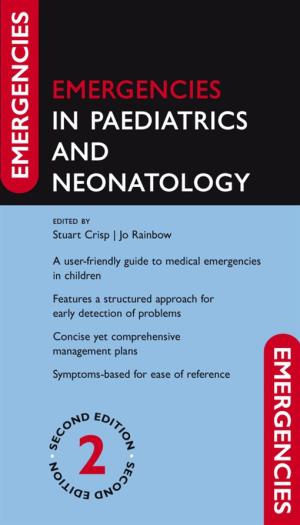 EMERGENCIES
EMERGENCIES
IN PAEDIATRICS
AND
NEONATOLOGY
EDITED BY
Stuart Crisp | Jo Rainbow
A user-friendly guide to medical emergencies
in children
Features a structured approach for
early detection of problems
Concise yet comprehensive
management plans
Symptoms-based for ease of reference
EMERGENCIES
SECOND EDITION
2
SECOND EDITION